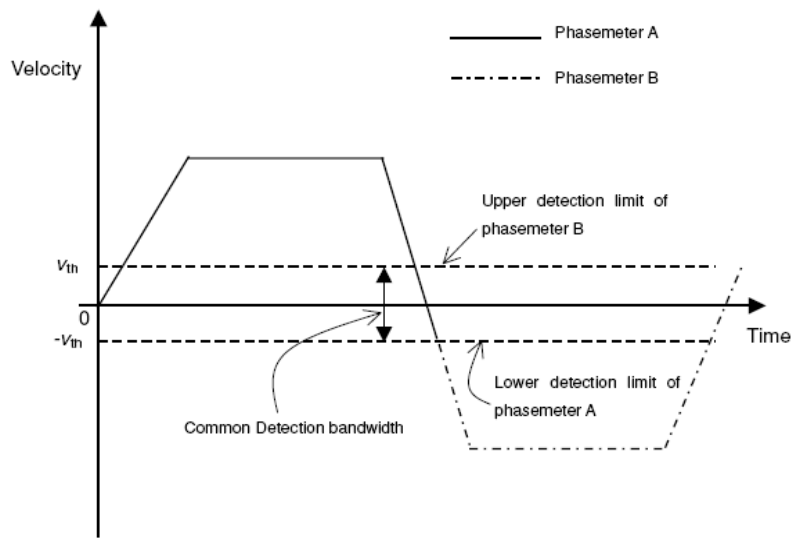 Phasemeter A
Velocity
Phasemeter B
Upper detection limit of
phasemeter B
vth
0
-vth
Time
Lower detection limit of
phasemeter A
Common Detection bandwidth